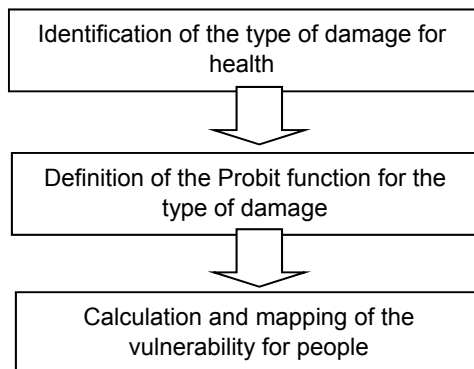 Identification of the type of damage for
health
Definition of the Probit function for the
type of damage
Calculation and mapping of the
vulnerability for people